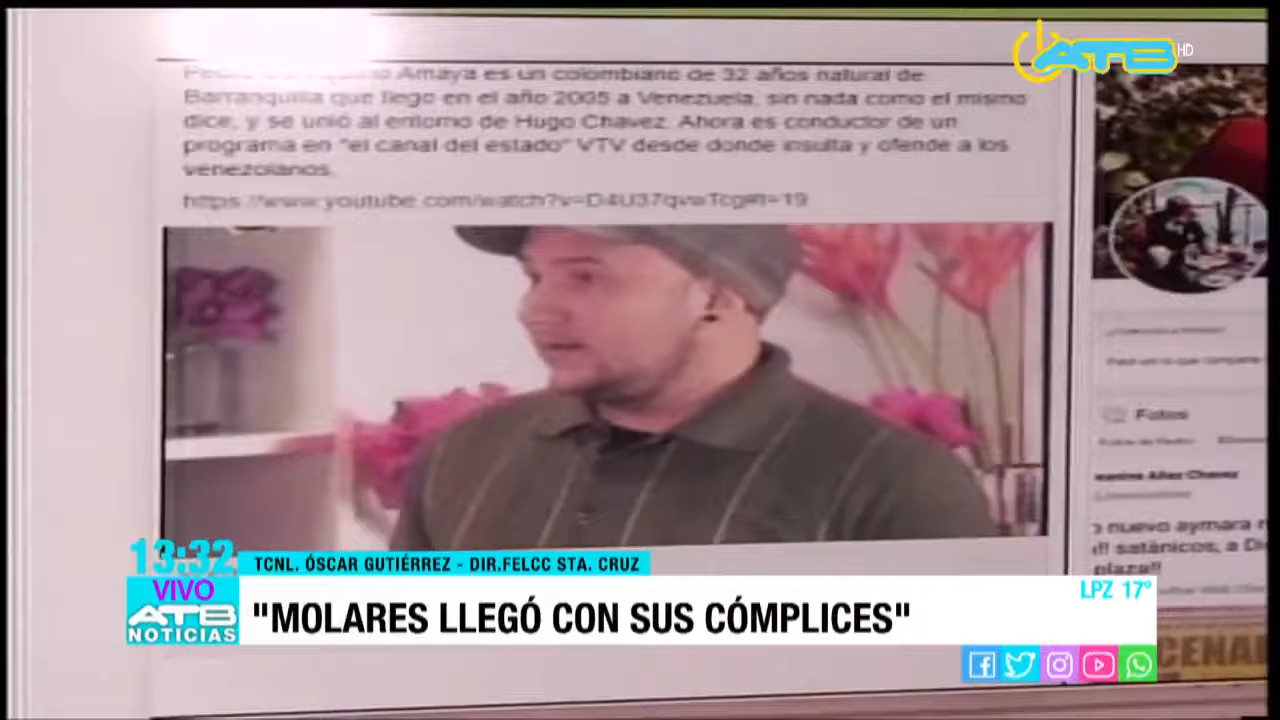 ATB HD
Amaya es un colombiano de 32 años natural de
Barranquilla que llego en el año 2005 a Venezuela, sin nada como el mismo
dice, y se unió al entorno de Hugo Chavez. Ahora es conductor de un
programa en "el canal del estado" VTV desde donde insulta y ofende a los
venezolanos.
https://www.youtube.com/watch?v=
Fotos
Añez Chavez
o nuevo aymara
satánicos, a
plaza!!
13:32
VIVO
ATB
NOTICIAS
TCNL. ÓSCAR GUTIÉRREZ - DIR.FELCC STA. CRUZ
"MOLARES LLEGÓ CON SUS CÓMPLICES"
LPZ 17°
CENA